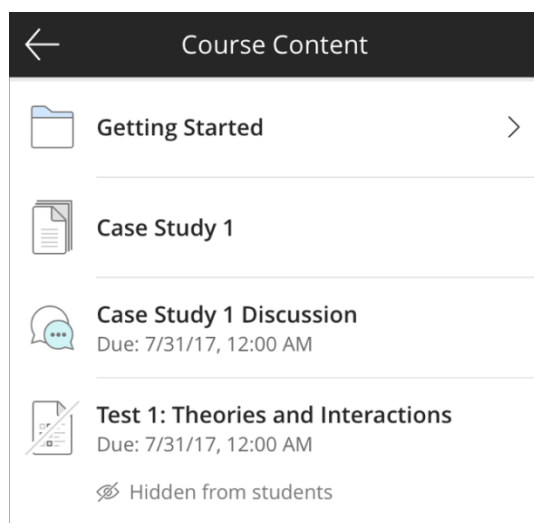 Course Content
Getting Started
Case Study 1
Case Study 1 Discussion
Due: 7/31/17, 12:00 AM
Test 1: Theories and Interactions
Due: 7/31/17, 12:00 AM
Hidden from students